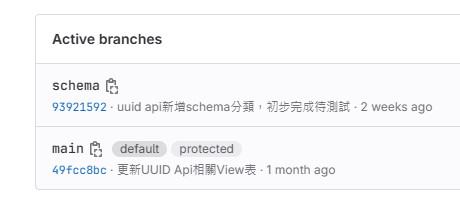 Active branches
schema
93921592 · uuid api新增schema分類，初步完成待測試 · 2 weeks ago
main default protected
49fcc8bc · 更新UUID Api相關View表 · 1 month ago